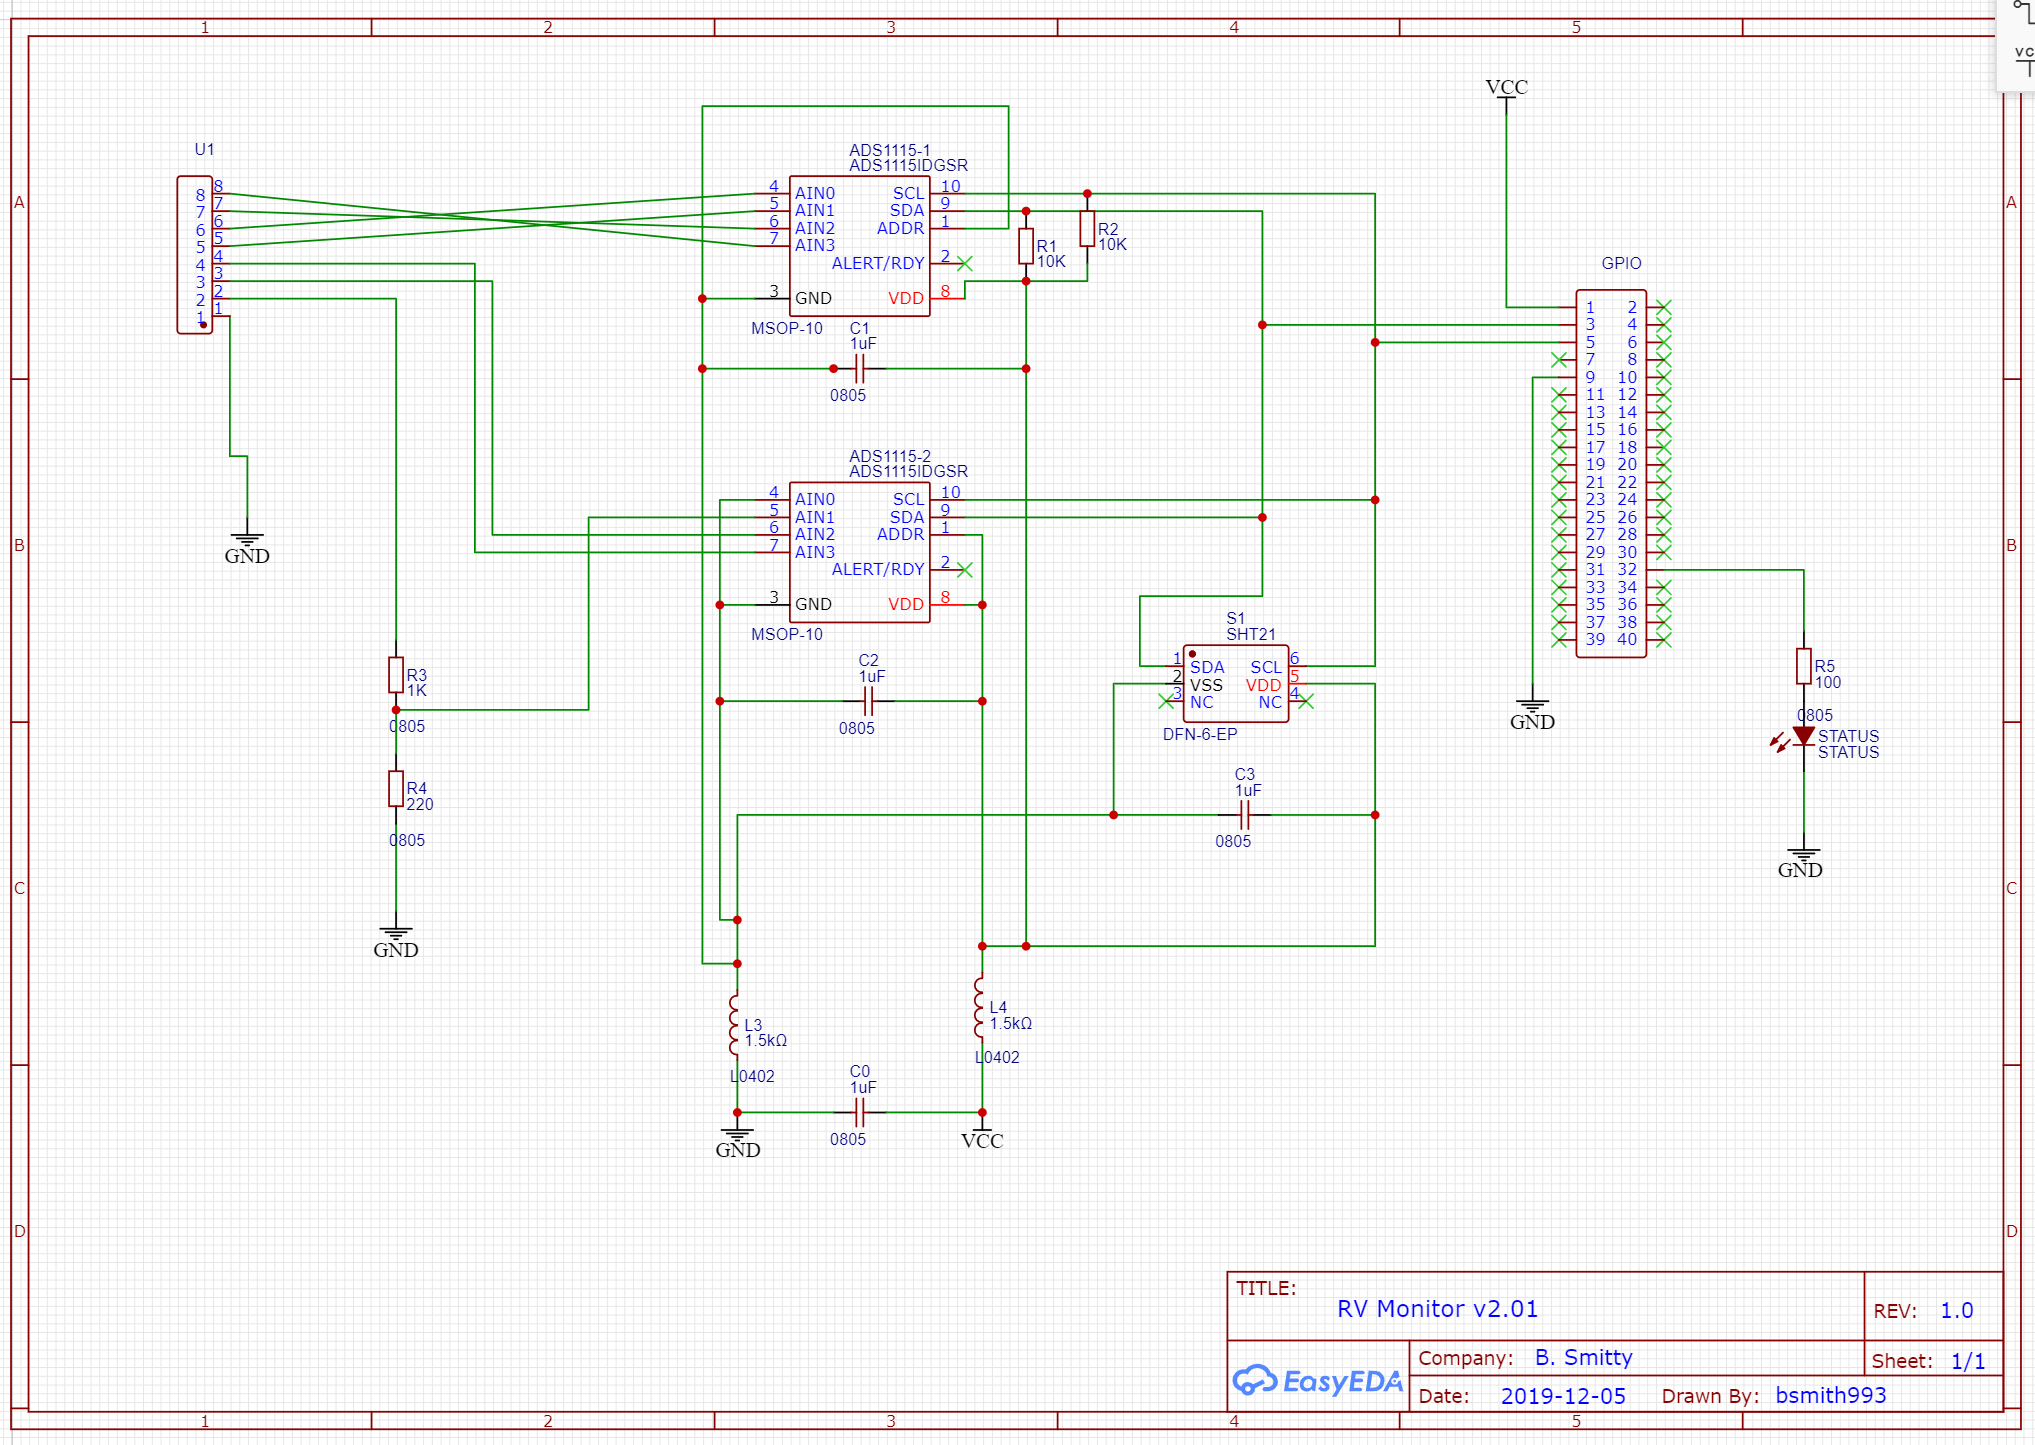 1 2 3 4 5
VCC
A A
U1
8 8
7 7
6 6
5 5
4 4
3 3
2 2
1 1
ADS1115-1
ADS1115IDGSR
4 AIN0 SCL 10
5 AIN1 SDA 9
6 AIN2 ADDR 1
7 AIN3
ALERT/RDY 2
3 GND VDD 8
MSOP-10
R1
10K
R2
10K
C1
1uF
0805
VCC
GPIO
1 2
3 4
5 6
7 8
9 10
11 12
13 14
15 16
17 18
19 20
21 22
23 24
25 26
27 28
29 30
31 32
33 34
35 36
37 38
39 40
B B
GND
ADS1115-2
ADS1115IDGSR
4 AIN0 SCL 10
5 AIN1 SDA 9
6 AIN2 ADDR 1
7 AIN3
ALERT/RDY 2
3 GND VDD 8
MSOP-10
C2
1uF
0805
S1
SHT21
1 SDA SCL 6
2 VSS VDD 5
3 NC NC 4
DFN-6-EP
R3
1K
0805
R4
220
0805
GND
GND
R5
100
0805
STATUS
STATUS
GND
C3
1uF
0805
C C
L3
1.5kΩ
L0402
L4
1.5kΩ
L0402
C0
1uF
0805
GND
VCC
D D
TITLE:
RV Monitor v2.01
REV: 1.0
EasyEDA
Company: B. Smitty
Sheet: 1/1
Date: 2019-12-05 Drawn By: bsmith993
1 2 3 4 5